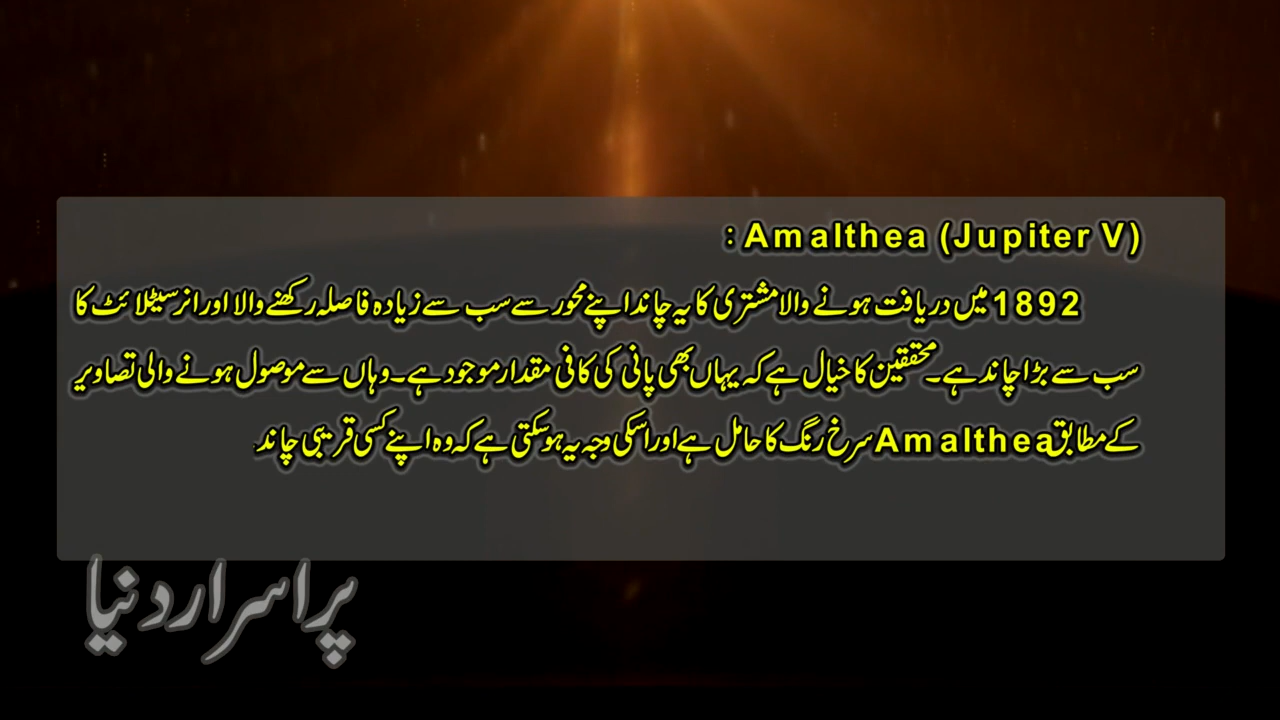 Amalthea (Jupiter V) :
1892 میں دریافت ہونے والا مشتری کا یہ چاند اپنے محور سے سب سے زیادہ فاصلہ رکھنے والا اور انر سیٹلائٹ کا
سب سے بڑا چاند ہے۔ محققین کا خیال ہے کہ یہاں بھی پانی کی کافی مقدار موجود ہے۔ وہاں سے موصول ہونے والی تصاویر
کے مطابق Amalthea سرخ رنگ کا حامل ہے اور اسکی وجہ یہ ہوسکتی ہے کہ وہ اپنے کسی قریبی چاند
پراسرار دنیا